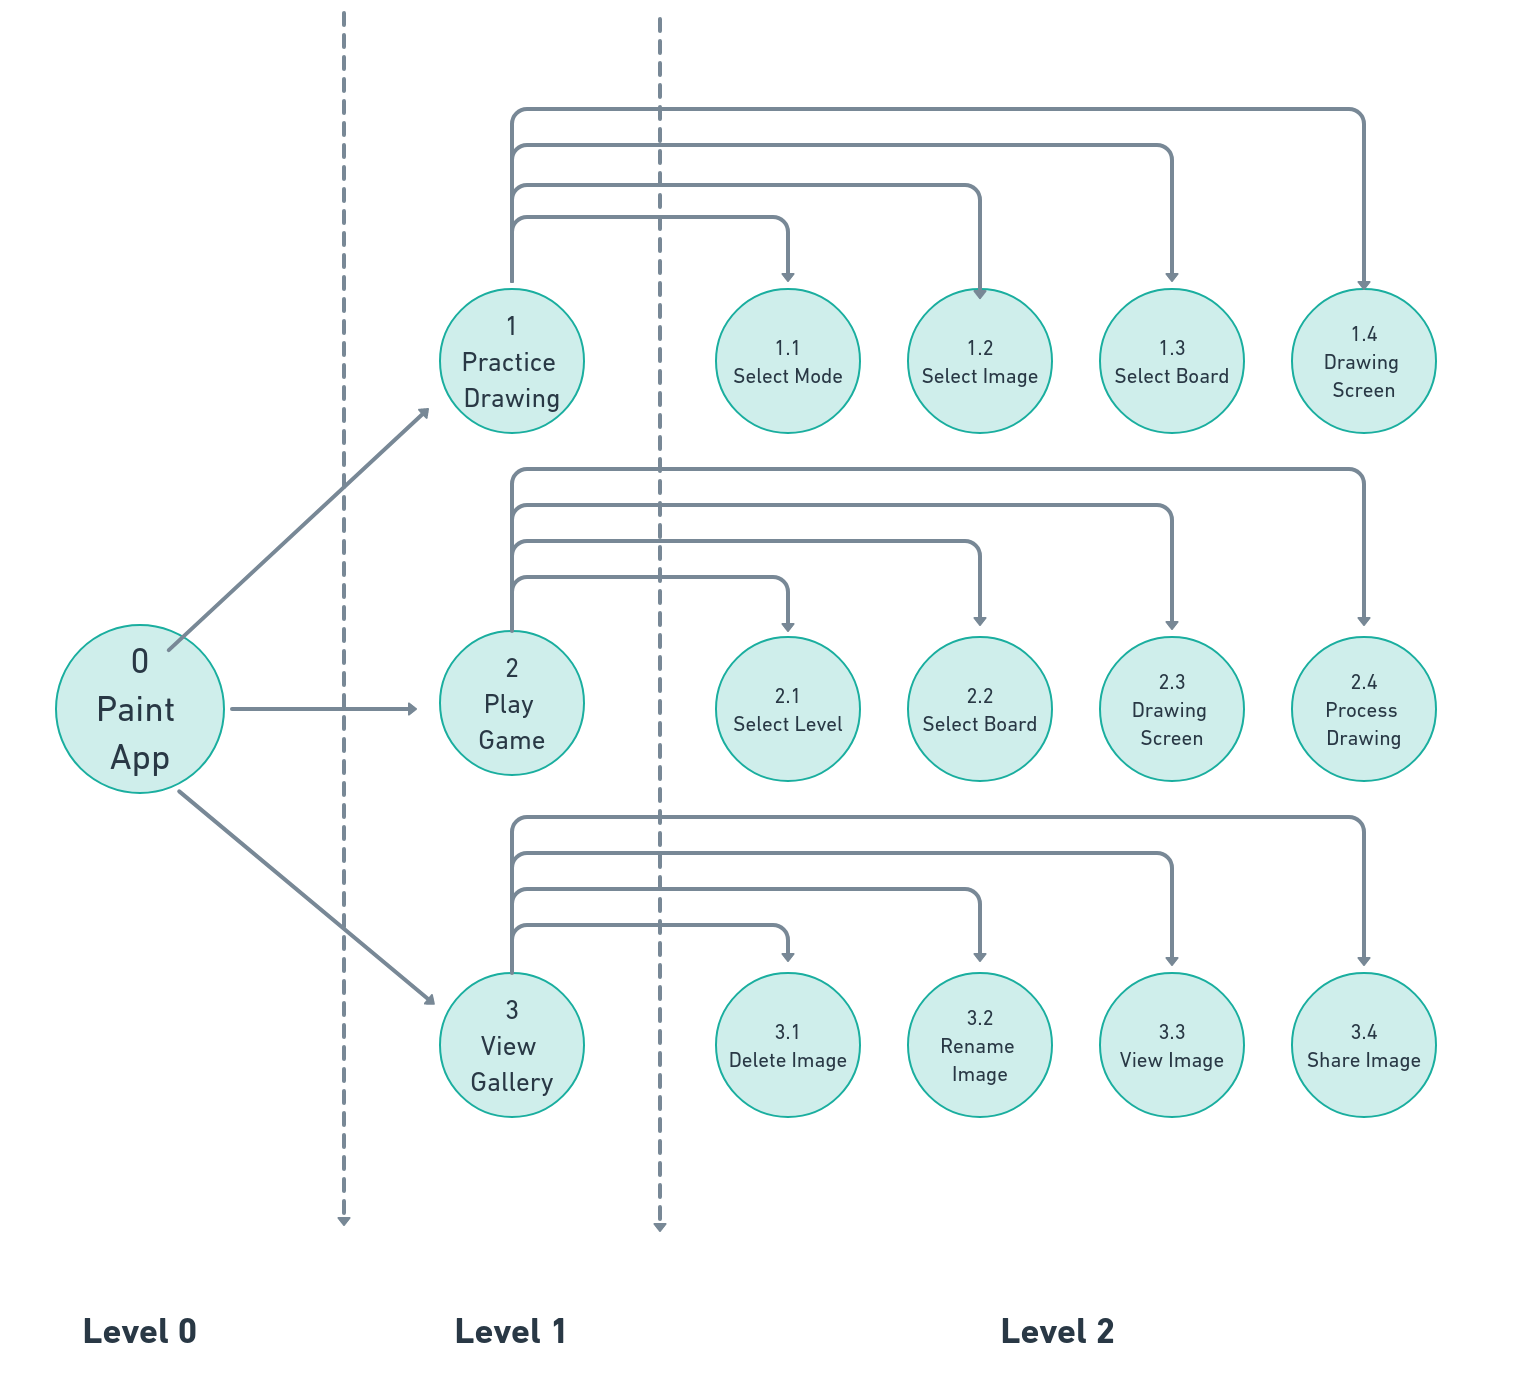 1
Practice
Drawing
1.1
Select Mode
1.2
Select Image
1.3
Select Board
1.4
Drawing
Screen
0
Paint
App
2
Play
Game
2.1
Select Level
2.2
Select Board
2.3
Drawing
Screen
2.4
Process
Drawing
3
View
Gallery
3.1
Delete Image
3.2
Rename
Image
3.3
View Image
3.4
Share Image
Level 0
Level 1
Level 2